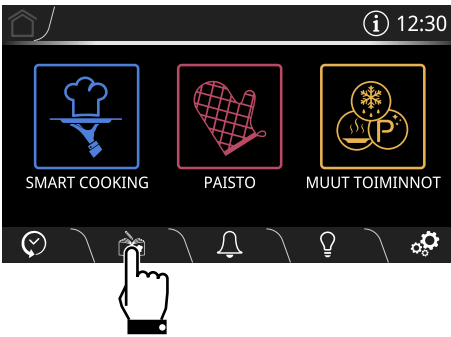 12:30
SMART COOKING
PAISTO
MUUT TOIMINNOT
P